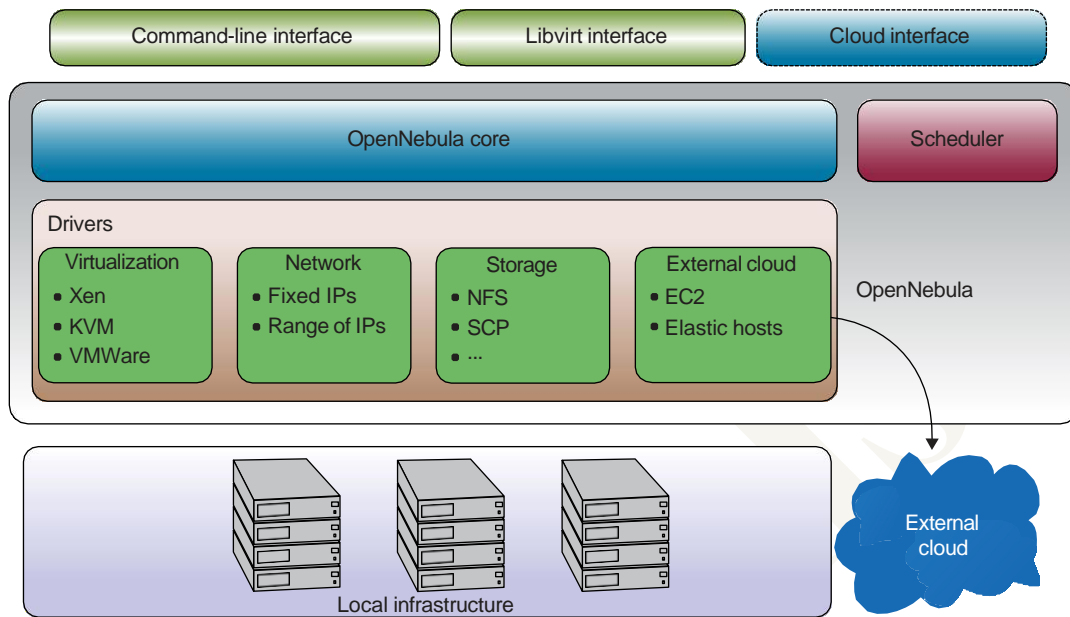 Command-line interface
Libvirt interface
Cloud interface
OpenNebula core
Scheduler
Drivers
Virtualization
• Xen
• KVM
• VMWare
Network
• Fixed IPs
• Range of IPs
Storage
• NFS
• SCP
• ...
External cloud
• EC2
• Elastic hosts
OpenNebula
Local infrastructure
External
cloud